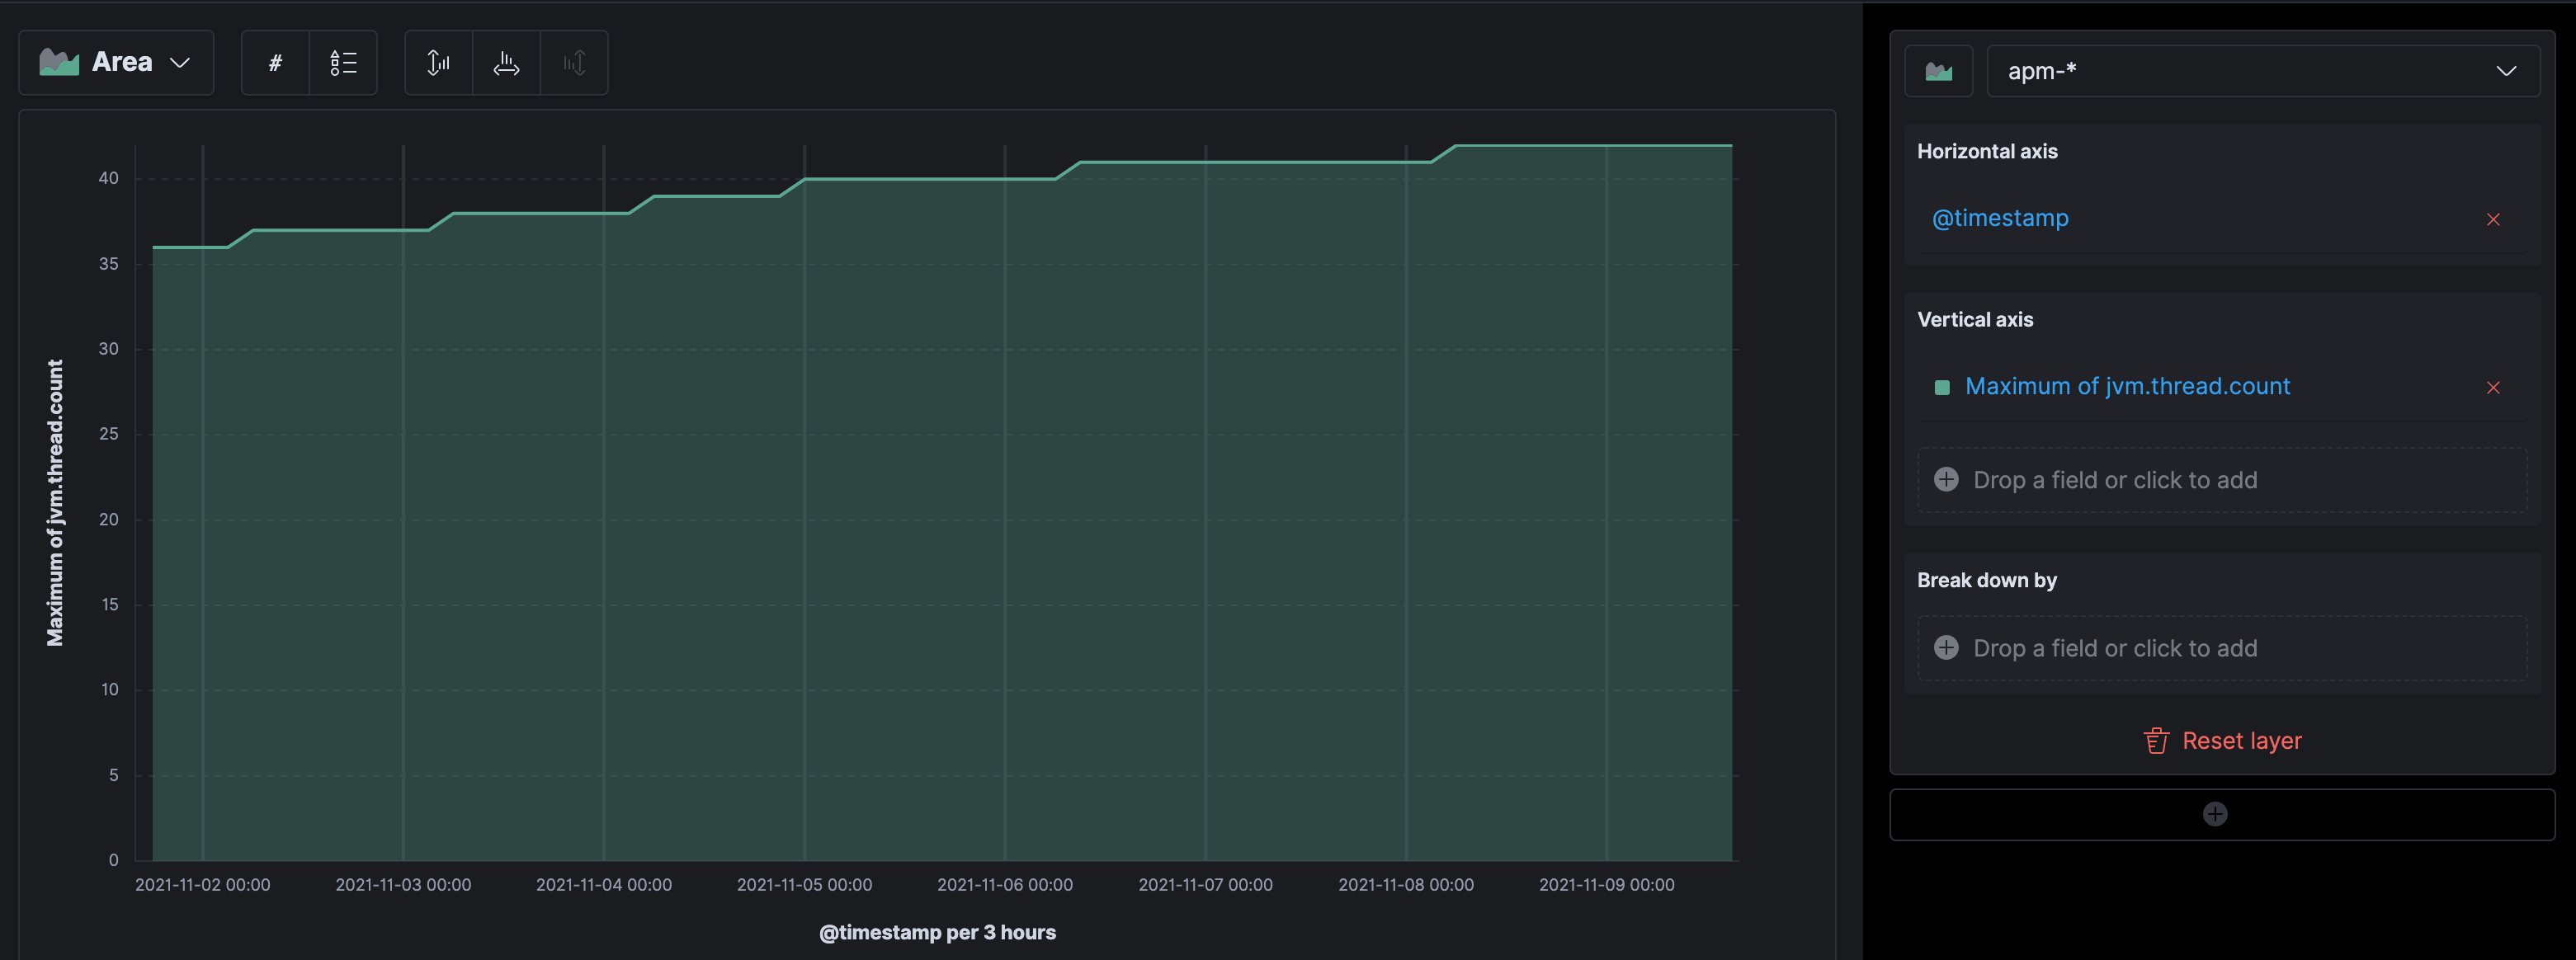 Area
#
apm-*
Maximum of jvm.thread.count
40
35
30
25
20
15
10
5
0
2021-11-02 00:00
2021-11-03 00:00
2021-11-04 00:00
2021-11-05 00:00
2021-11-06 00:00
2021-11-07 00:00
2021-11-08 00:00
2021-11-09 00:00
@timestamp per 3 hours
Horizontal axis
@timestamp
Vertical axis
Maximum of jvm.thread.count
Drop a field or click to add
Break down by
Drop a field or click to add
Reset layer